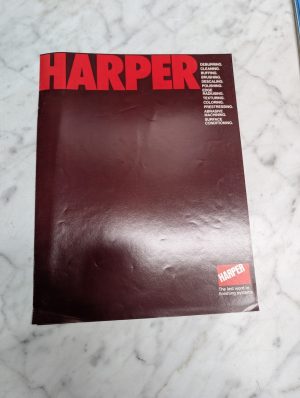 HARPER
DEBURRING.
CLEANING.
BUFFING.
BRUSHING.
DESCALING.
POLISHING.
EDGE
RADIUSING.
TEXTURING.
COLORING.
PRESTRESSING.
ABRASIVE
MACHINING.
SURFACE
CONDITIONING.
HARPER
The last word in
finishing systems